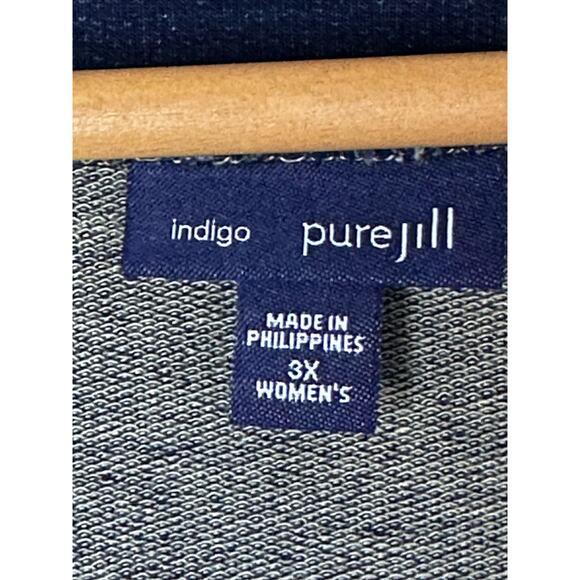 indigo purejill
MADE IN
PHILIPPINES
3X
WOMEN'S